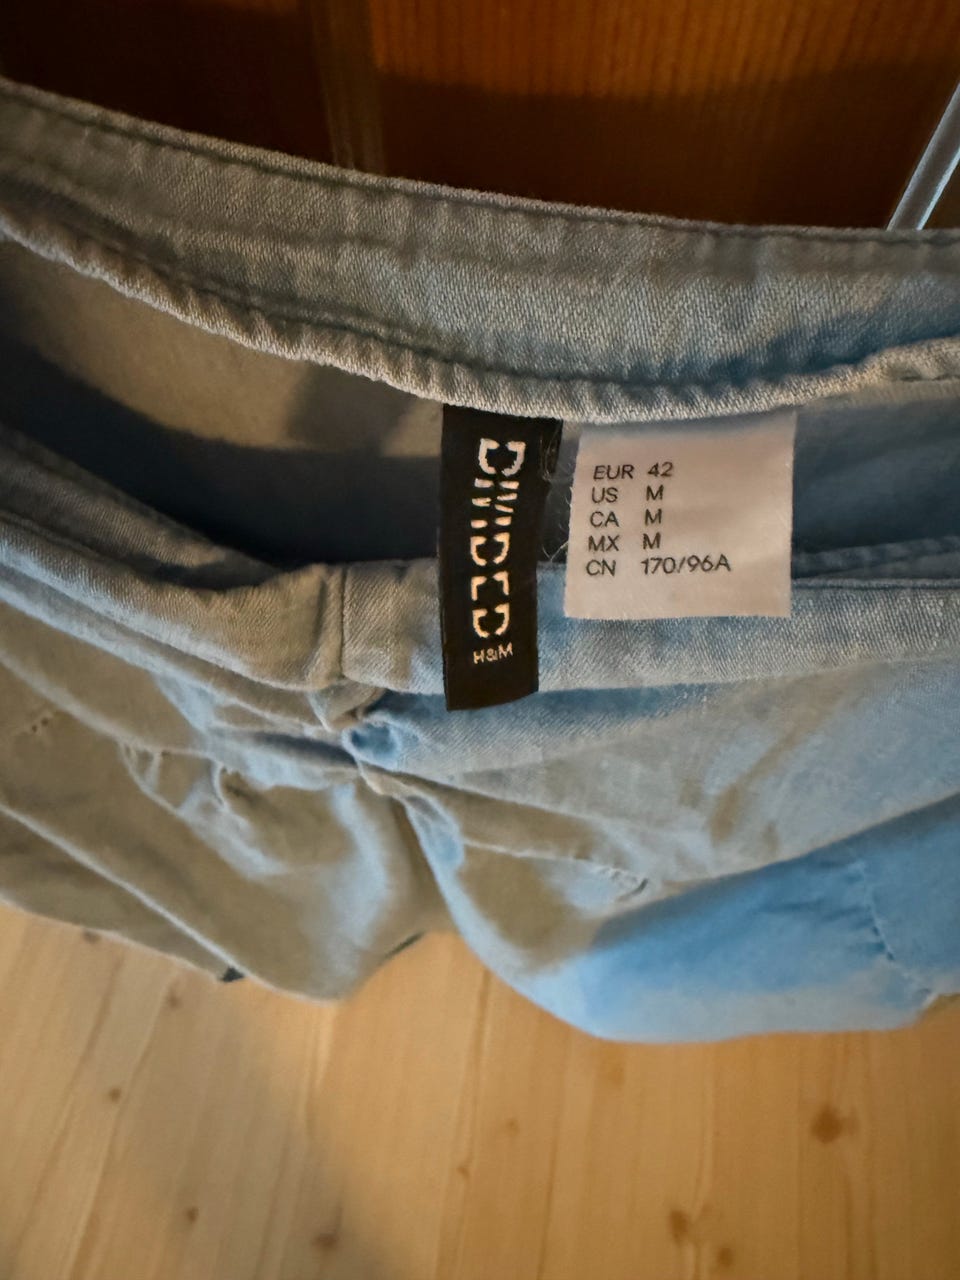 DIVIDED
H&M
EUR 42
US M
CA M
MX M
CN 170/96A